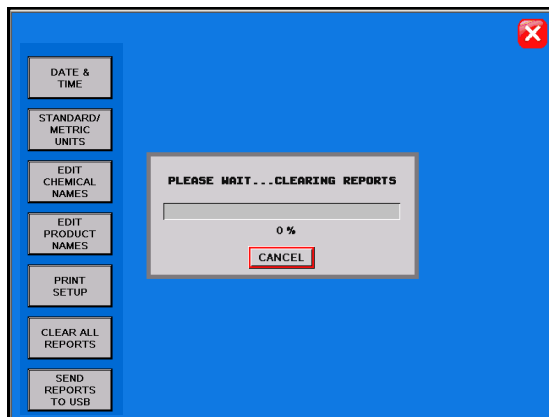 DATE &
TIME
STANDARD/
METRIC
UNITS
EDIT
CHEMICAL
NAMES
EDIT
PRODUCT
NAMES
PRINT
SETUP
CLEAR ALL
REPORTS
SEND
REPORTS
TO USB
PLEASE WAIT...CLEARING REPORTS
0 %
CANCEL